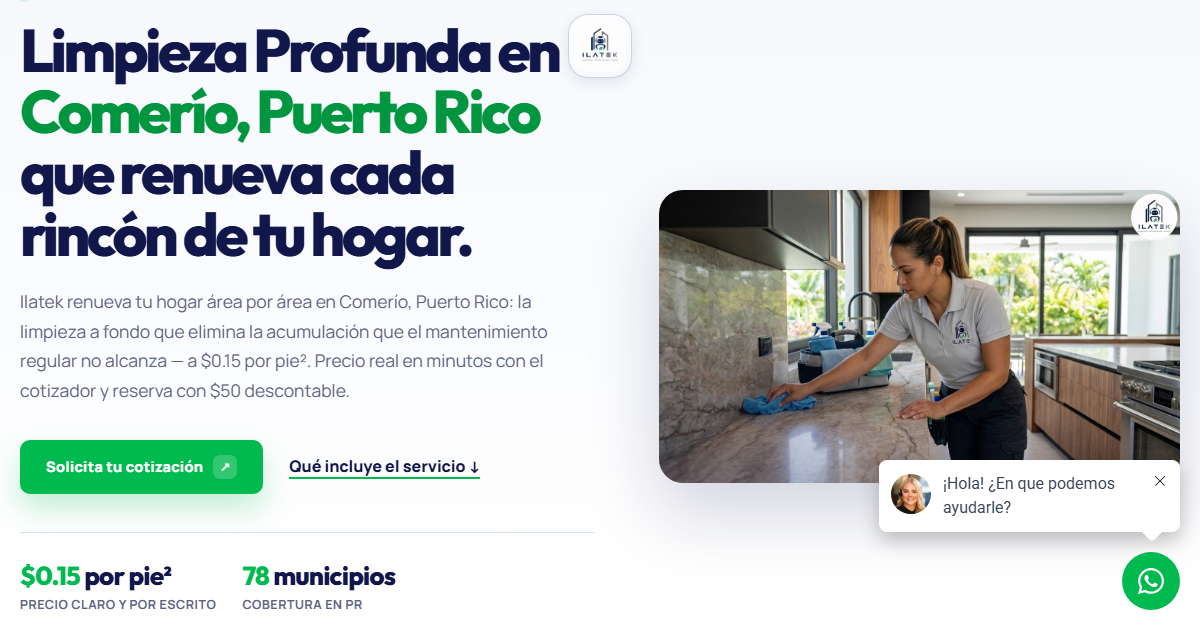 Limpieza Profunda en
ILATEK
Comerío, Puerto Rico
que renueva cada
rincón de tu hogar.
Ilatek renueva tu hogar área por área en Comerío, Puerto Rico: la
limpieza a fondo que elimina la acumulación que el mantenimiento
regular no alcanza — a $0.15 por pie². Precio real en minutos con el
cotizador y reserva con $50 descontable.
Solicita tu cotización ↗
Qué incluye el servicio ↓
$0.15 por pie²
PRECIO CLARO Y POR ESCRITO
78 municipios
COBERTURA EN PR
ILATEK
ILATEK
¡Hola! ¿En que podemos
ayudarle?